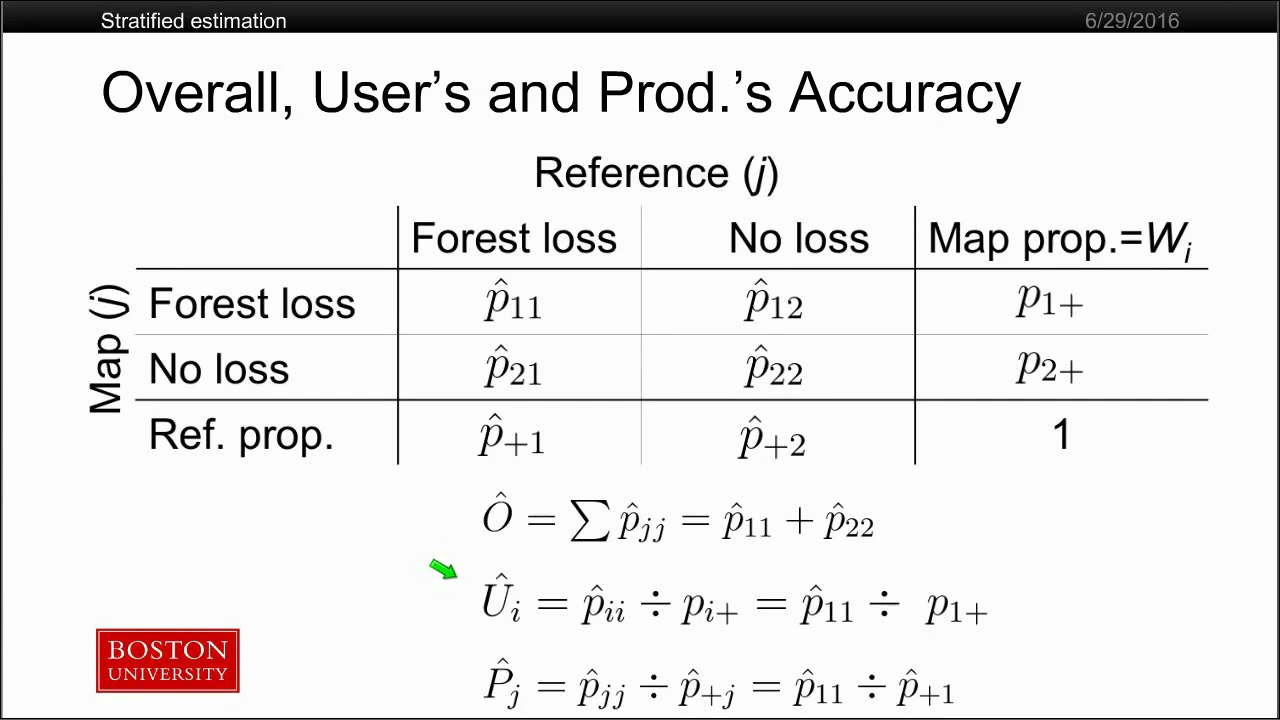 Stratified estimation 6/29/2016
Overall, User’s and Prod.’s Accuracy
Reference (j)
Forest loss No loss Map prop.=Wᵢ
Map (i)
Forest loss p̂₁₁ p̂₁₂ p₁₊
No loss p̂₂₁ p̂₂₂ p₂₊
Ref. prop. p̂₊₁ p̂₊₂ 1
Ô = ∑ p̂ⱼⱼ = p̂₁₁ + p̂₂₂
Ûᵢ = p̂ᵢᵢ ÷ pᵢ₊ = p̂₁₁ ÷ p₁₊
P̂ⱼ = p̂ⱼⱼ ÷ p̂₊ⱼ = p̂₁₁ ÷ p̂₊₁
BOSTON
UNIVERSITY